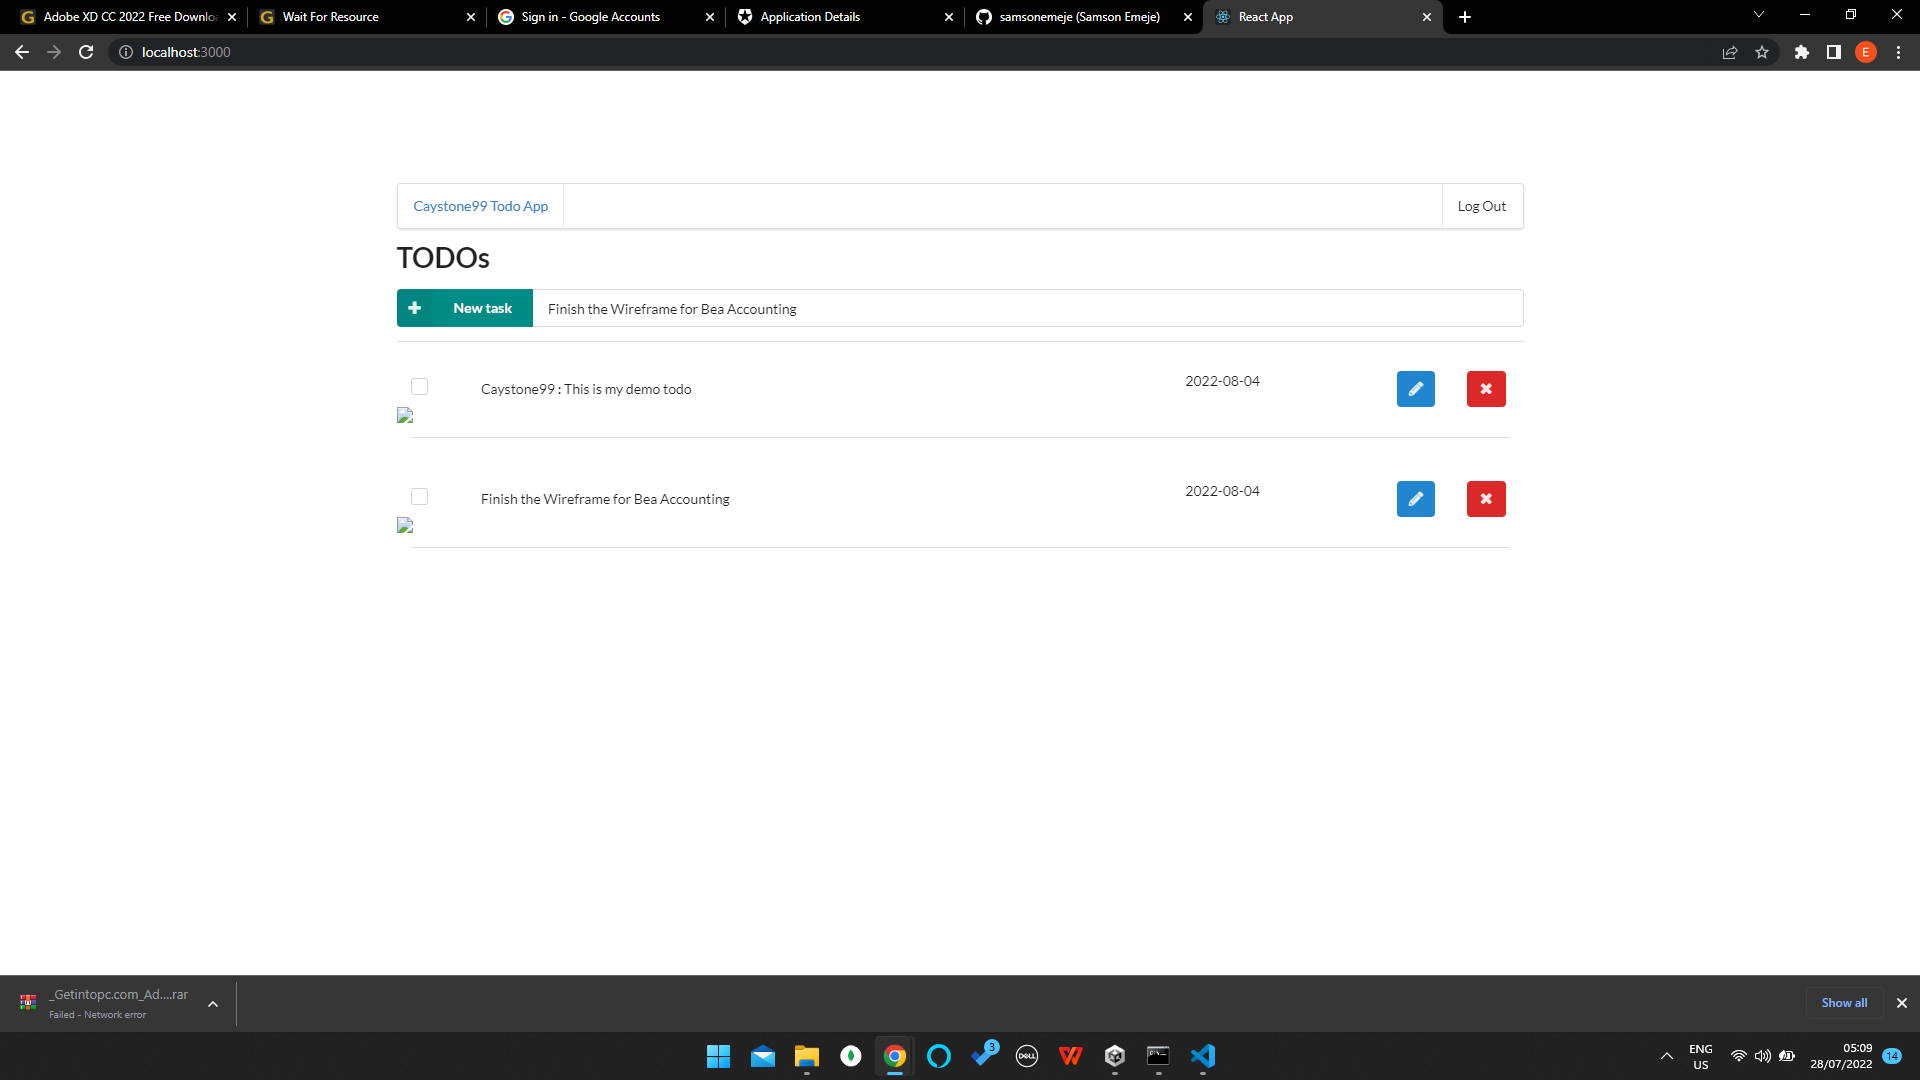 Adobe XD CC 2022 Free Downlo
Wait For Resource
Sign in - Google Accounts
Application Details
samsonemeje (Samson Emeje)
React App
localhost:3000
E
Caystone99 Todo App
Log Out
TODOs
New task
Finish the Wireframe for Bea Accounting
Caystone99 : This is my demo todo
2022-08-04
Finish the Wireframe for Bea Accounting
2022-08-04
_Getintopc.com_Ad....rar
Failed - Network error
Show all
3
DELL
ENG
US
05:09
28/07/2022
14